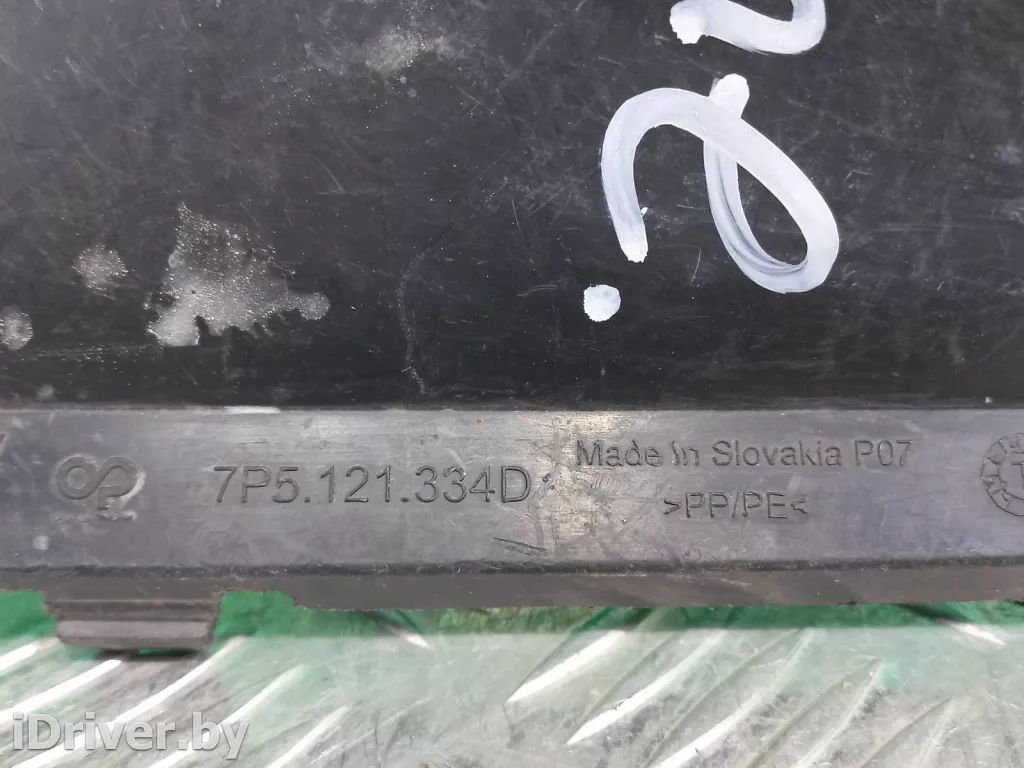 7P5.121.334D
Made in Slovakia P07
>PP/PE<
iDriver.by